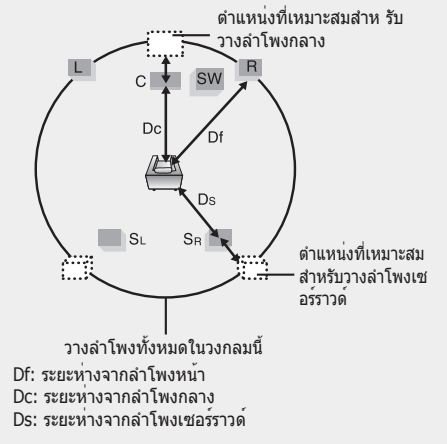 ตำแหน่งที่เหมาะสมสำห รับ
วางลำโพงกลาง
L
C
SW
R
Dc
Df
Ds
SL
SR
ตำแหน่งที่เหมาะสม
สำหรับวางลำโพงเซ
อร์ราวด์
วางลำโพงทั้งหมดในวงกลมนี้
Df: ระยะห่างจากลำโพงหน้า
Dc: ระยะห่างจากลำโพงกลาง
Ds: ระยะห่างจากลำโพงเซอร์ราวด์